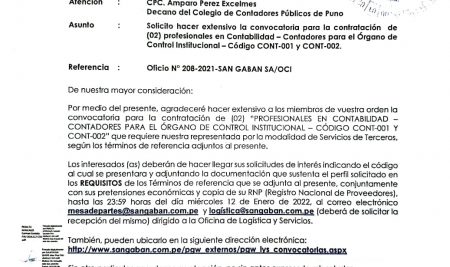 Atención : CPC. Amparo Perez Excelmes
Decano del Colegio de Contadores Públicos de Puno
Asunto : Solicito hacer extensivo la convocatoria para la contratación de
(02) profesionales en Contabilidad – Contadores para el Órgano de
Control Institucional – Código CONT-001 y CONT-002.
Referencia : Oficio N° 208-2021-SAN GABAN SA/OCI
De nuestra mayor consideración:
Por medio del presente, agradeceré hacer extensivo a los miembros de vuestra orden la
convocatoria para la contratación de (02) "PROFESIONALES EN CONTABILIDAD –
CONTADORES PARA EL ÓRGANO DE CONTROL INSTITUCIONAL – CÓDIGO CONT-001 Y
CONT-002" que requiere nuestra representada por la modalidad de Servicios de Terceros,
según los términos de referencia adjuntos al presente.
Los interesados (as) deberán de hacer llegar sus solicitudes de interés indicando el código
al cual se presentara y adjuntando la documentación que sustenta el perfil solicitado en
los REQUISITOS de los Términos de referencia que se adjunta al presente, conjuntamente
con sus pretensiones económicas y copia de su RNP (Registro Nacional de Proveedores),
hasta las 23:59 horas del día miércoles 12 de Enero de 2022, al correo electrónico
mesadepartes@sangaban.com.pe y logística@sangaban.com.pe (deberá de solicitar la
recepción del mismo) dirigido a la Oficina de Logística y Servicios.
También, pueden ubicarlo en la siguiente dirección electrónica:
http://www.sangaban.com.pe/pgw_externos/pgw_lys_convocatorias.aspx